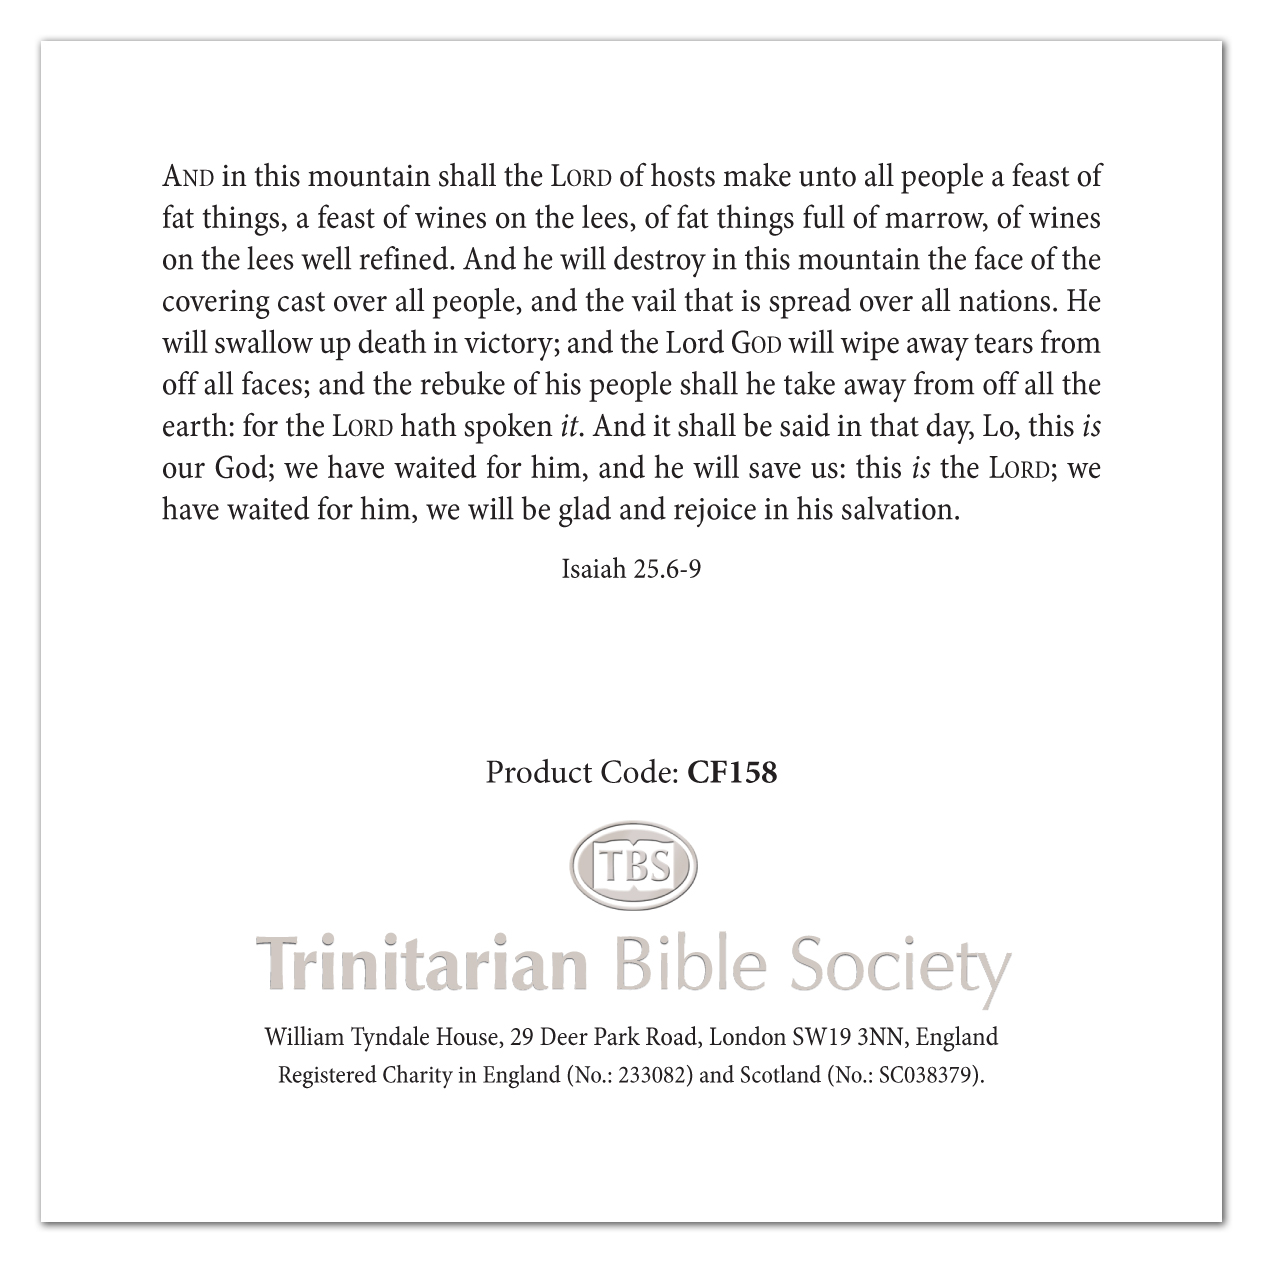 AND in this mountain shall the LORD of hosts make unto all people a feast of
fat things, a feast of wines on the lees, of fat things full of marrow, of wines
on the lees well refined. And he will destroy in this mountain the face of the
covering cast over all people, and the vail that is spread over all nations. He
will swallow up death in victory; and the Lord GOD will wipe away tears from
off all faces; and the rebuke of his people shall he take away from off all the
earth: for the LORD hath spoken it. And it shall be said in that day, Lo, this is
our God; we have waited for him, and he will save us: this is the LORD; we
have waited for him, we will be glad and rejoice in his salvation.
Isaiah 25.6-9
Product Code: CF158
TBS
Trinitarian Bible Society
William Tyndale House, 29 Deer Park Road, London SW19 3NN, England
Registered Charity in England (No.: 233082) and Scotland (No.: SC038379).